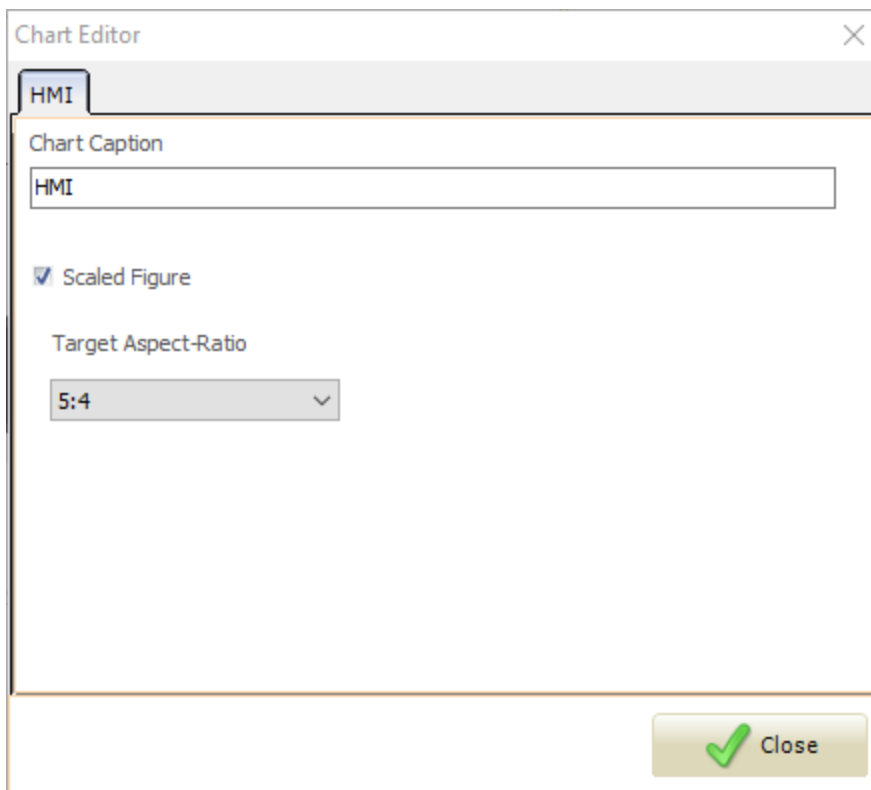 Chart Editor
HMI
Chart Caption
HMI
Scaled Figure
Target Aspect-Ratio
5:4
Close